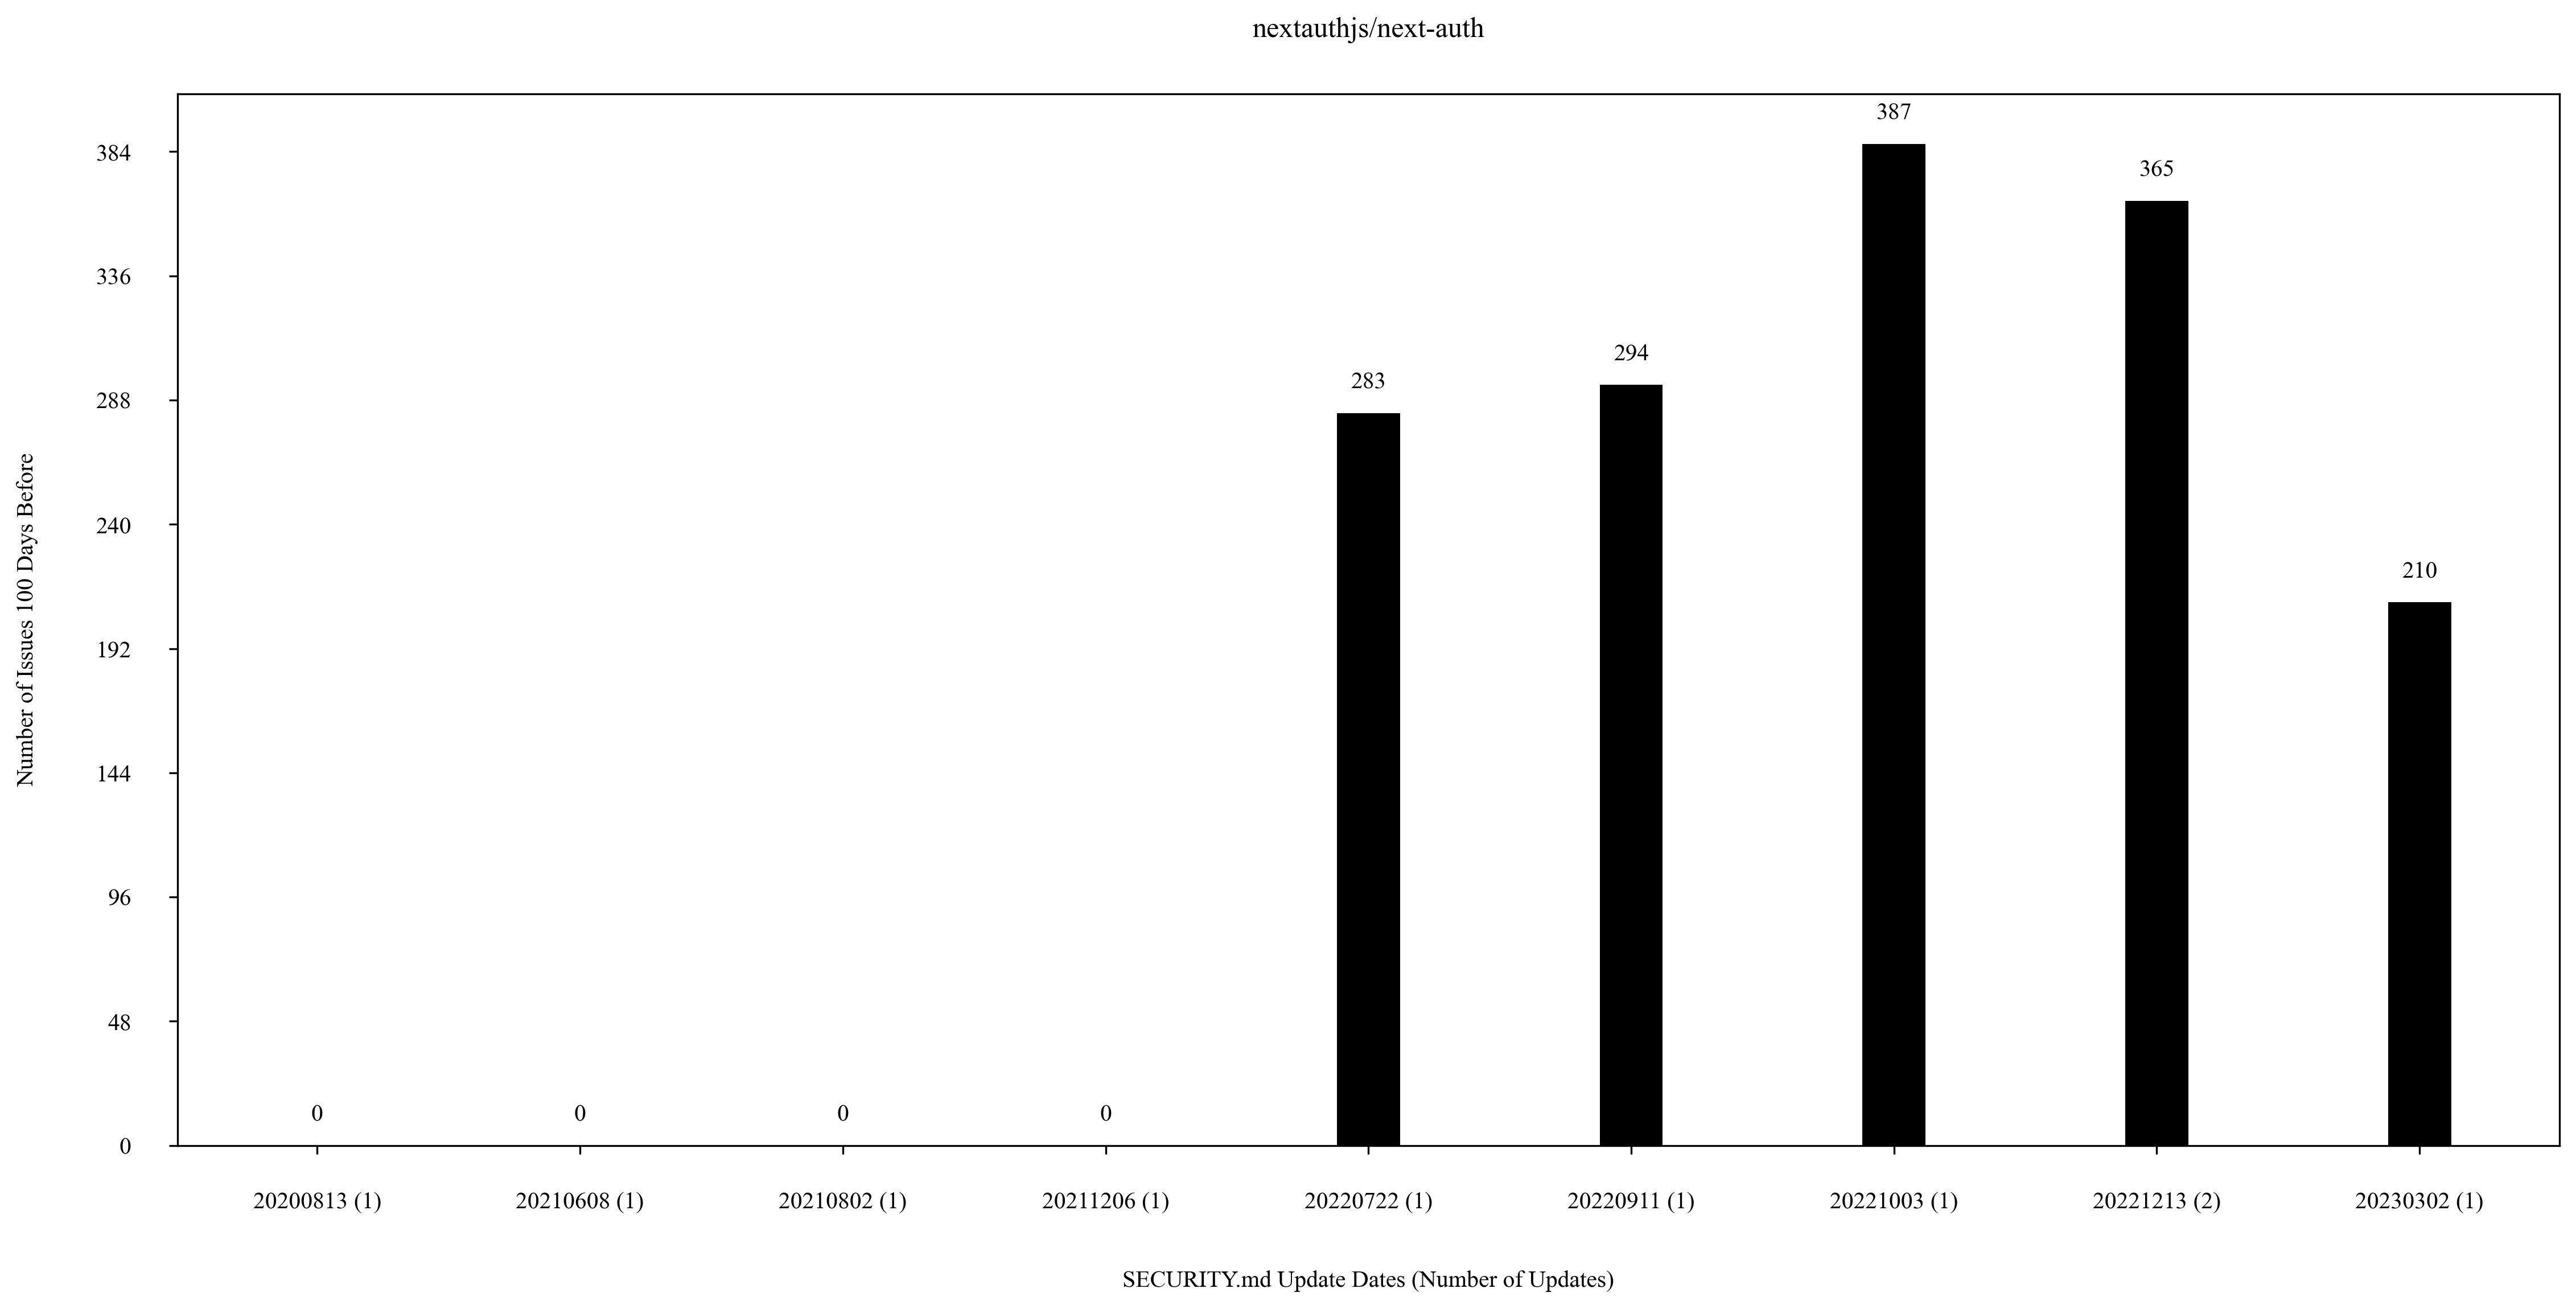 nextauthjs/next-auth
387
384
365
336
294
283
288
240
210
192
144
96
48
0 0 0 0
0
20200813 (1) 20210608 (1) 20210802 (1) 20211206 (1) 20220722 (1) 20220911 (1) 20221003 (1) 20221213 (2) 20230302 (1)
SECURITY.md Update Dates (Number of Updates)
Number of Issues 100 Days Before